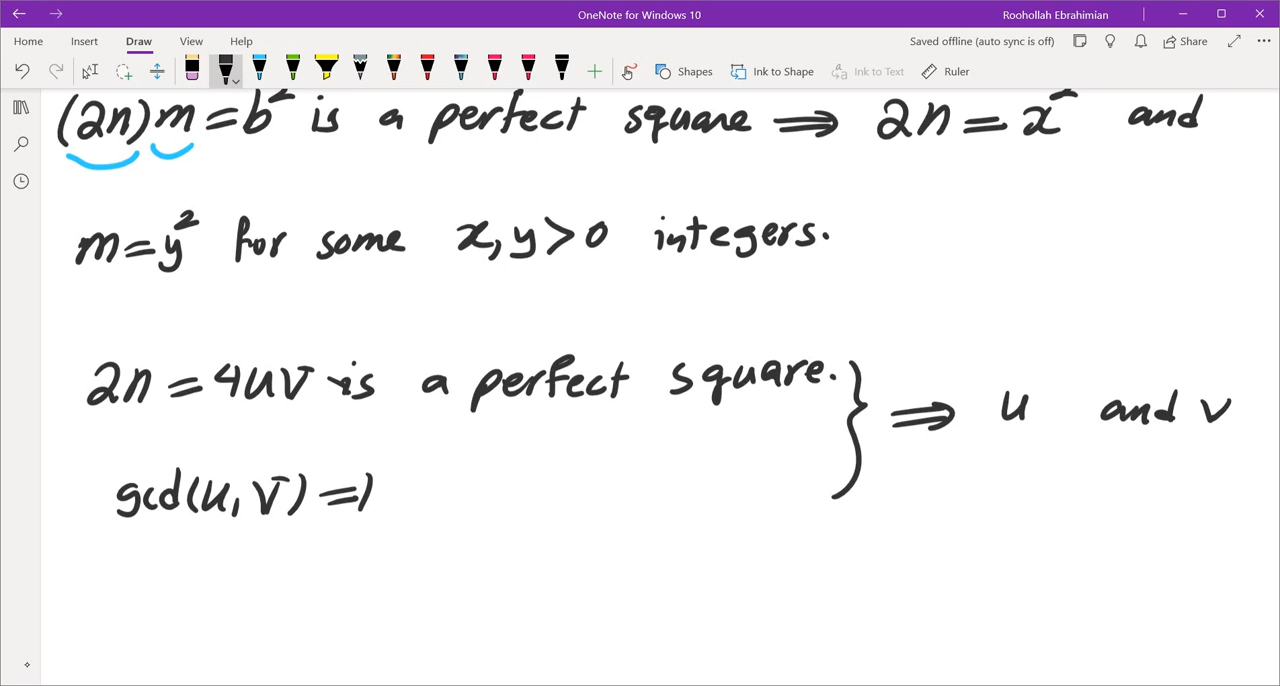 OneNote for Windows 10
Roohollah Ebrahimian
Home Insert Draw View Help
Saved offline (auto sync is off) Share
Shapes Ink to Shape Ink to Text Ruler
(2n)m = b² is a perfect square ⟹ 2n = x² and
m = y² for some x, y > 0 integers.
2n = 4uv is a perfect square. } ⟹ u and v
gcd(u, v) = 1